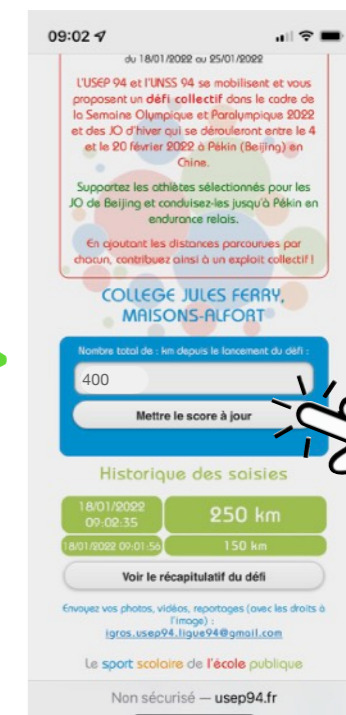 09:02
du 18/01/2022 au 25/01/2022
L'USEP 94 et l'UNSS 94 se mobilisent et vous
proposent un défi collectif dans le cadre de
la Semaine Olympique et Paralympique 2022
et des JO d'hiver qui se dérouleront entre le 4
et le 20 février 2022 à Pékin (Beijing) en
Chine.
Supportez les athlètes sélectionnés pour les
JO de Beijing et conduisez-les jusqu'à Pékin en
endurance relais.
En ajoutant les distances parcourues par
chacun, contribuez ainsi à un exploit collectif !
COLLEGE JULES FERRY,
MAISONS-ALFORT
Nombre total de : km depuis le lancement du défi :
400
Mettre le score à jour
Historique des saisies
18/01/2022
09:02:35
250 km
18/01/2022 09:01:56
150 km
Voir le récapitulatif du défi
Envoyez vos photos, vidéos, reportages (avec les droits à
l'image) :
igros.usep94.ligue94@gmail.com
Le sport scolaire de l'école publique
Non sécurisé — usep94.fr